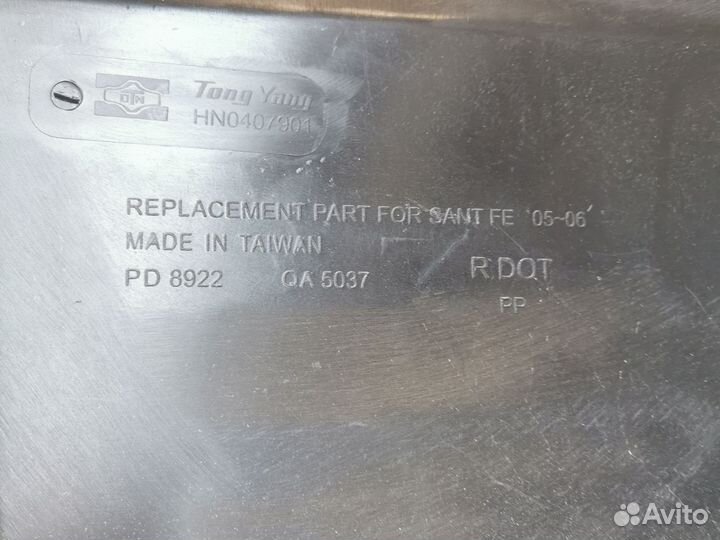 Tong Yang
HN0407901
REPLACEMENT PART FOR SANT FE '05~06'
MADE IN TAIWAN
PD 8922 QA 5037 R.DOT
PP
Avito